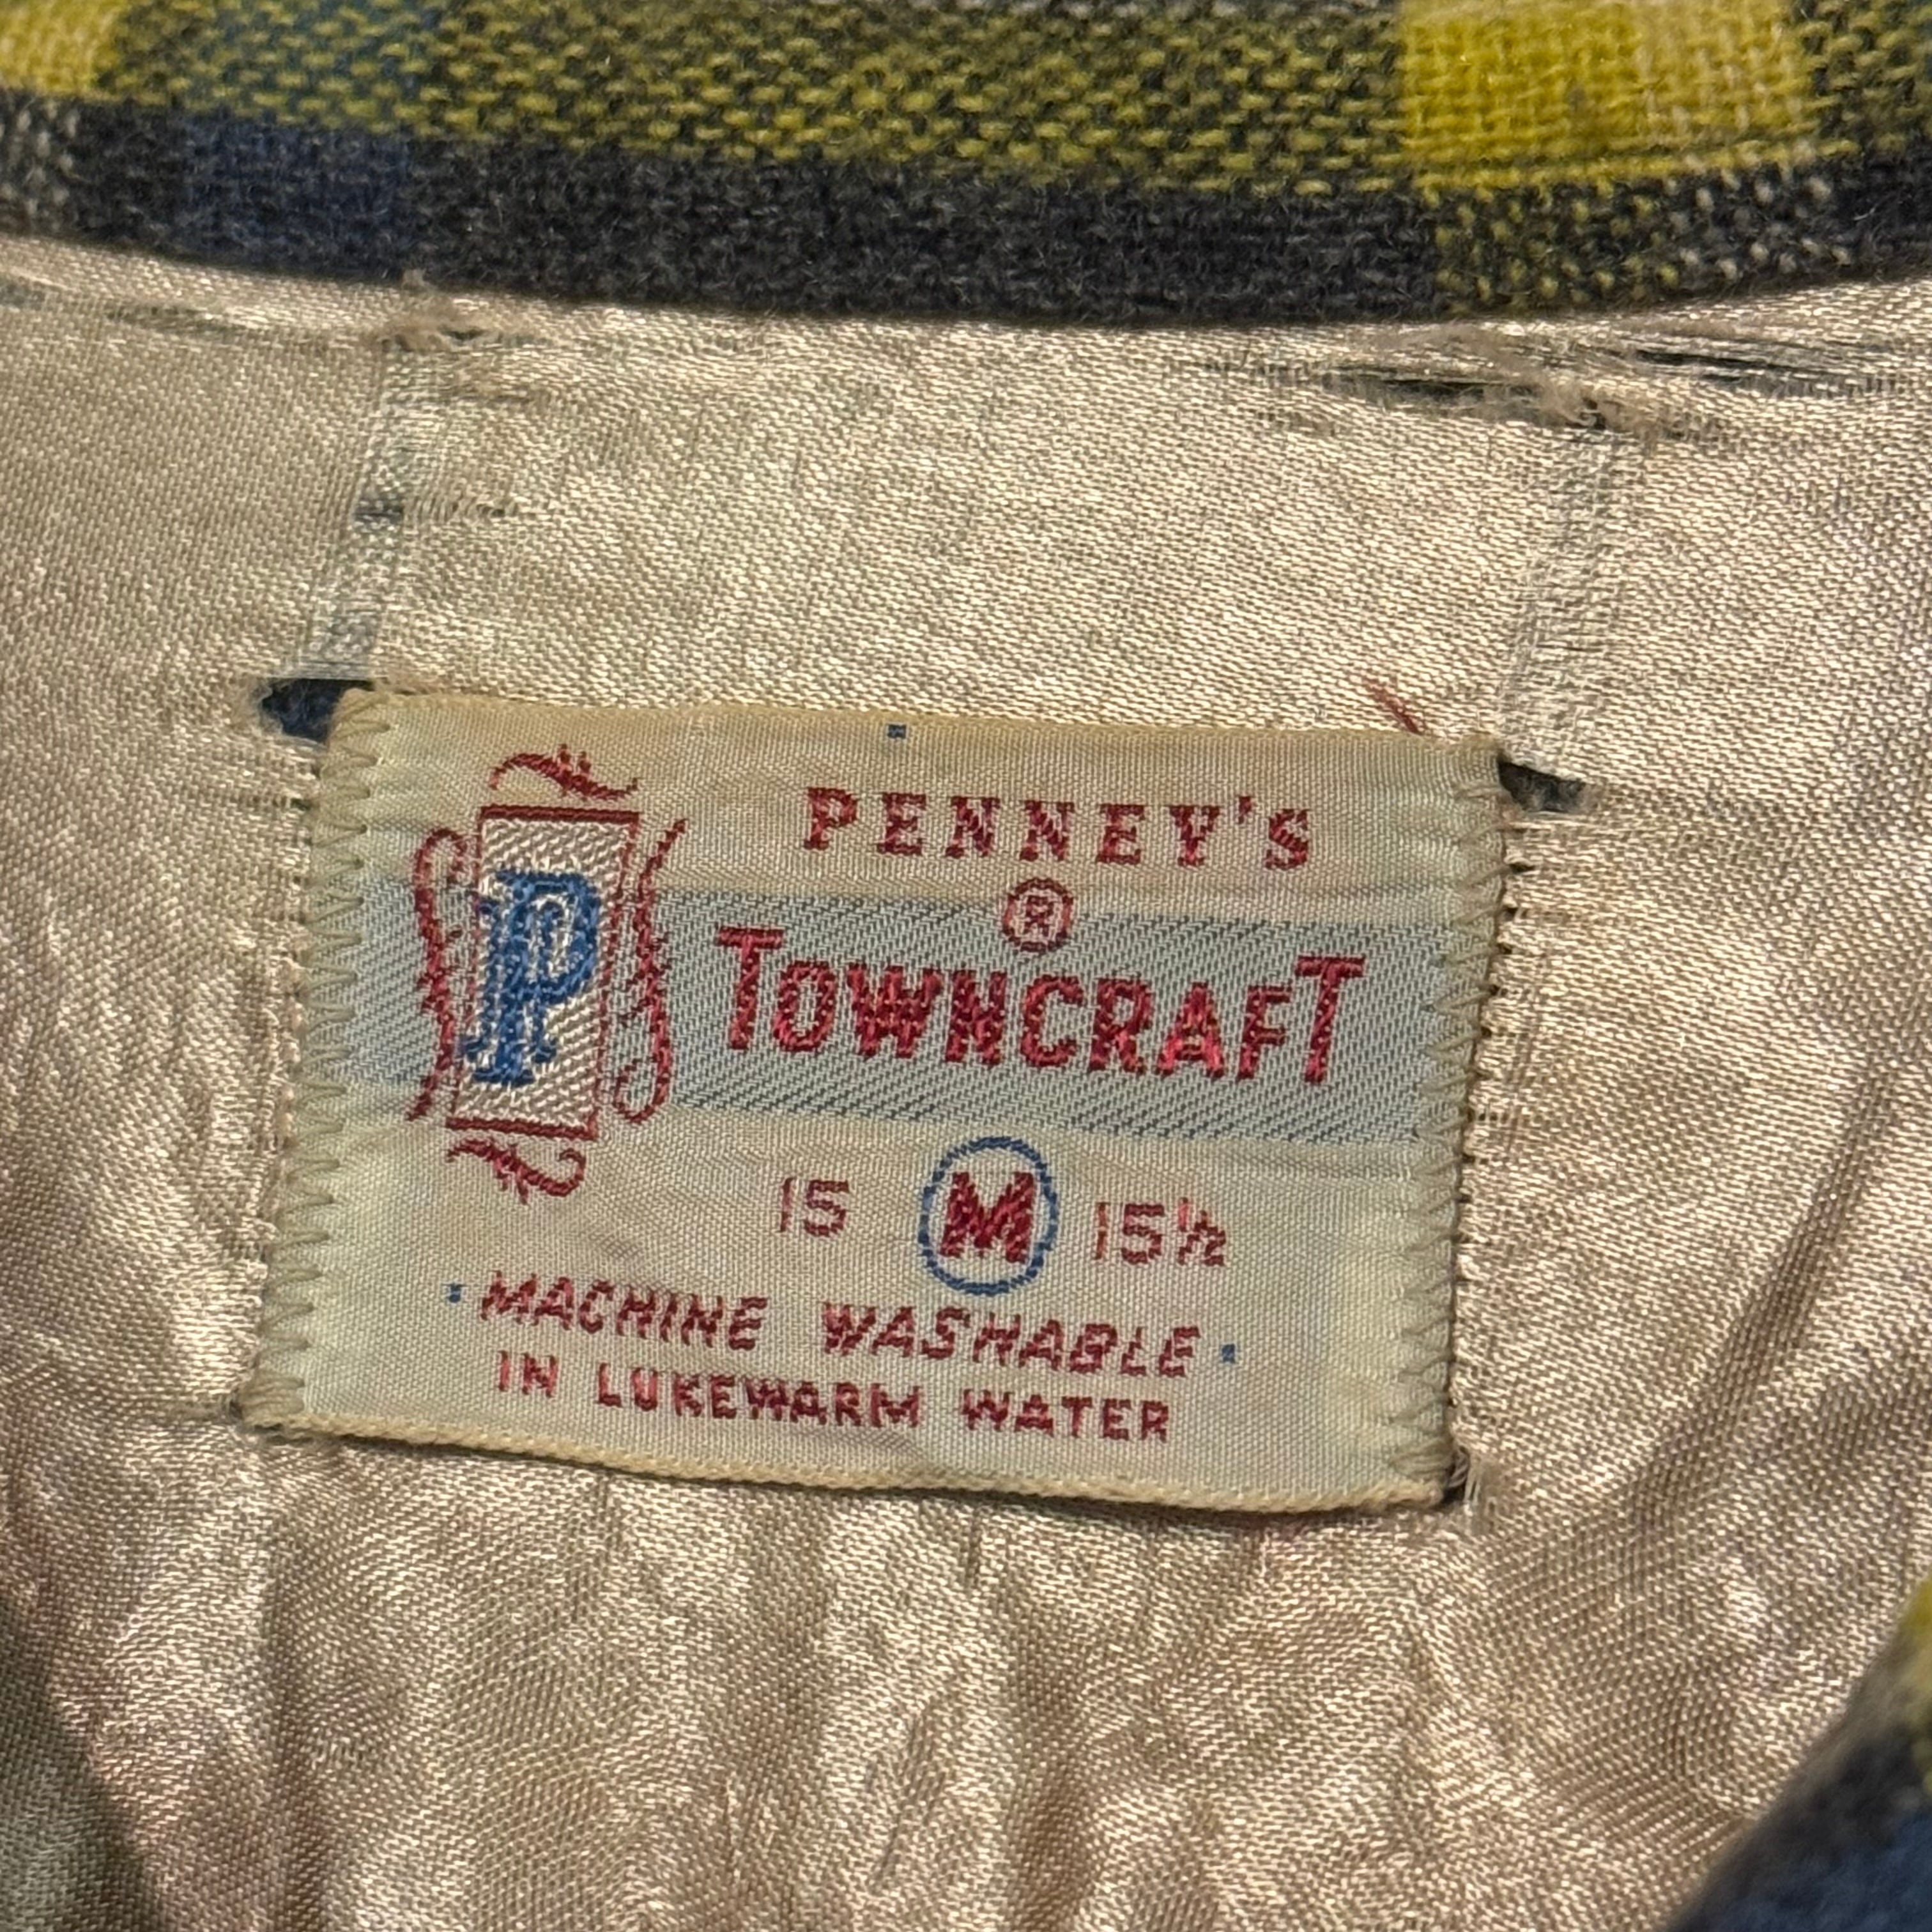 P
PENNEY'S
®
TOWNCRAFT
15 M 15½
· MACHINE WASHABLE ·
IN LUKEWARM WATER